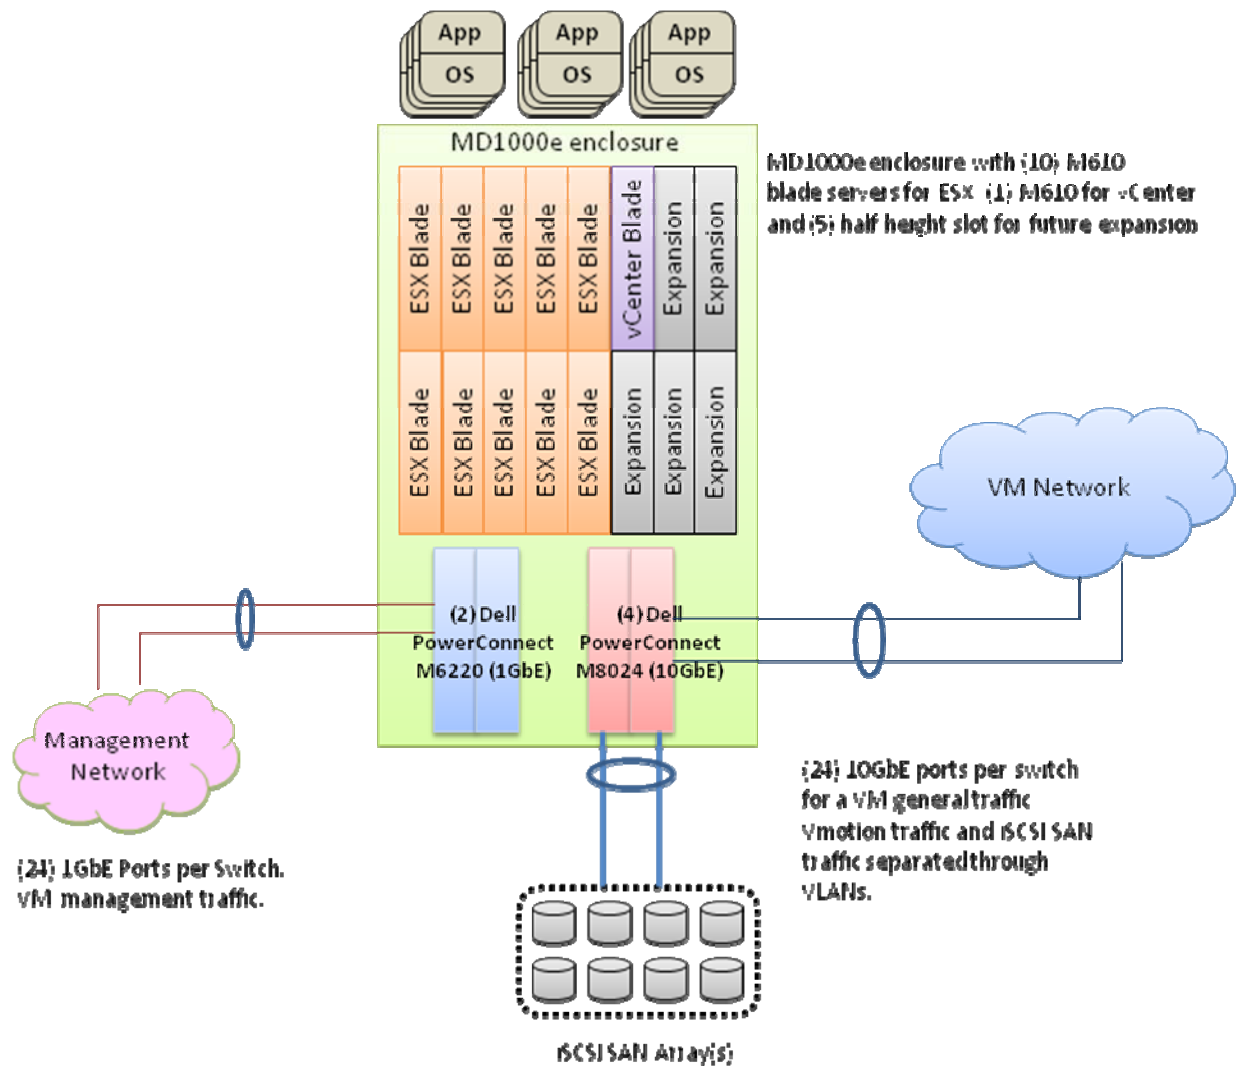 App
OS
App
OS
App
OS
MD1000e enclosure
MD1000e enclosure with (10) M610
blade servers for ESX (1) M610 for vCenter
and (5) half height slot for future expansion
ESX Blade
ESX Blade
ESX Blade
ESX Blade
ESX Blade
vCenter Blade
Expansion
Expansion
ESX Blade
ESX Blade
ESX Blade
ESX Blade
ESX Blade
Expansion
Expansion
Expansion
VM Network
(2) Dell
PowerConnect
M6220 (1GbE)
(4) Dell
PowerConnect
M8024 (10GbE)
Management
Network
(24) 1GbE Ports per Switch.
VM management traffic.
(24) 10GbE ports per switch
for a VM general traffic
Vmotion traffic and iSCSI SAN
traffic separated through
VLANs.
iSCSI SAN Array(s)